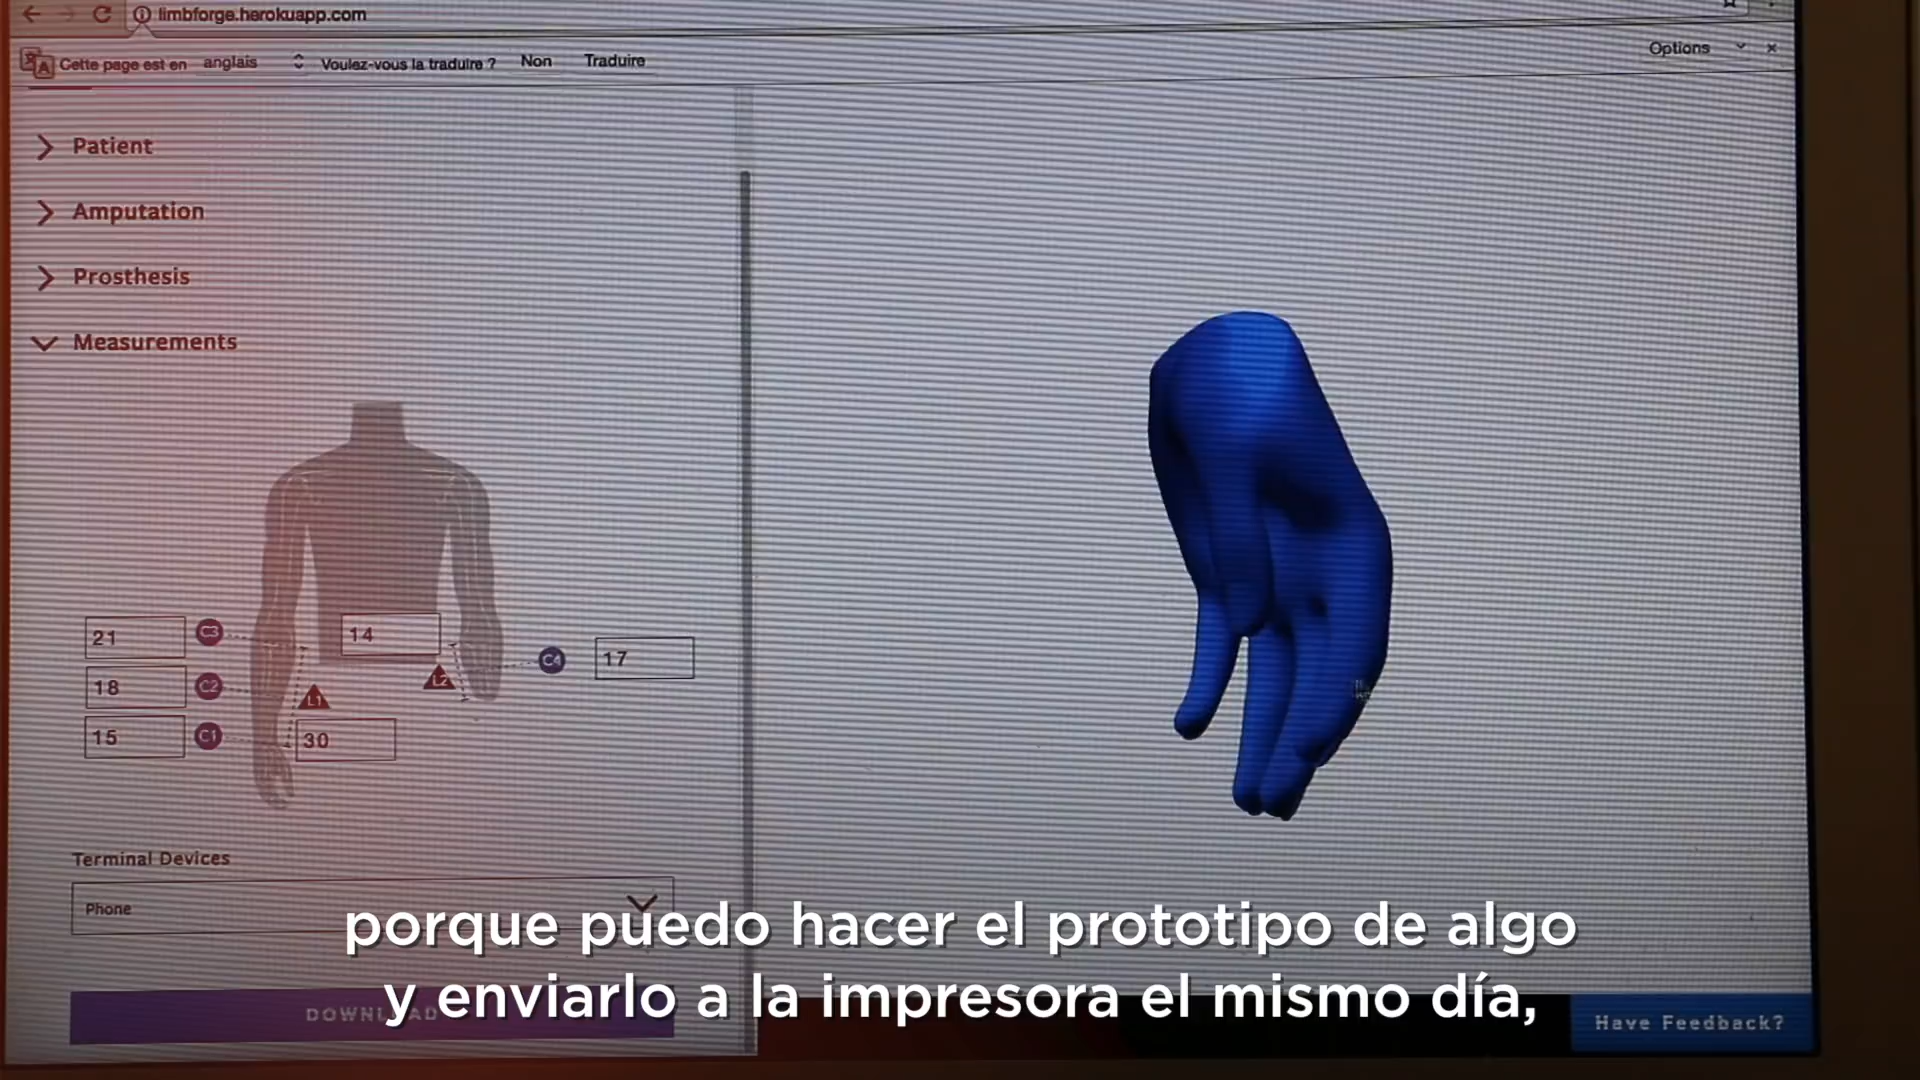 limbforge.herokuapp.com
Cette page est en anglais Voulez-vous la traduire ? Non Traduire Options
Patient
Amputation
Prosthesis
Measurements
21 C3 14
C4 17
18 C2 L1 L2
15 C1 30
Terminal Devices
Phone
porque puedo hacer el prototipo de algo
y enviarlo a la impresora el mismo día,
DOWNLOAD
Have Feedback?